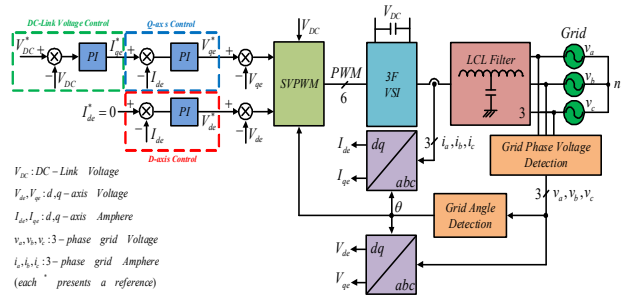 DC-Link Voltage Control
Q-axis Control
V*DC
I*qe
V*qe
VDC
VDC
Grid
PI
PI
VDC
Ide
Vqe
va
vb
vc
n
SVPWM
PWM
6
3F
VSI
LCL Filter
3
I*de = 0
PI
V*de
Ide
Vde
D-axis Control
3
ia, ib, ic
Ide
Iqe
dq
abc
Grid Phase Voltage
Detection
3
va, vb, vc
θ
Grid Angle
Detection
Vde
Vqe
dq
abc
VDC : DC-Link Voltage
Vde, Vqe : d,q-axis Voltage
Ide, Iqe : d,q-axis Amphere
va, vb, vc : 3-phase grid Voltage
ia, ib, ic : 3-phase grid Amphere
(each * presents a reference)